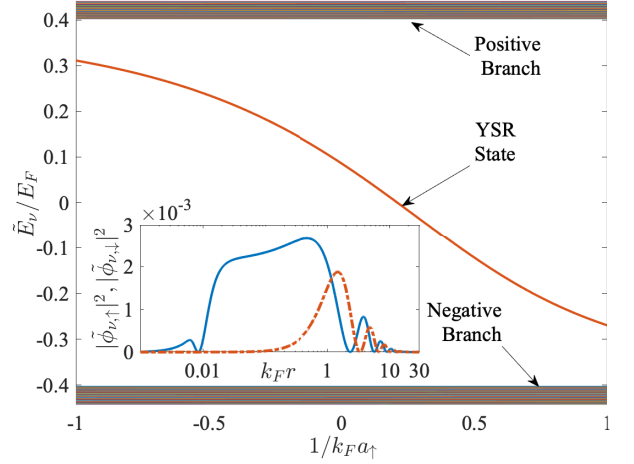 0.4
0.3
0.2
0.1
0
-0.1
-0.2
-0.3
-0.4
Ẽ_ν/E_F
Positive
Branch
YSR
State
Negative
Branch
×10⁻³
3
2
1
0
|φ̃_{ν,↑}|², |φ̃_{ν,↓}|²
0.01 1 10 30
k_F r
-1 -0.5 0 0.5 1
1/k_F a_↑